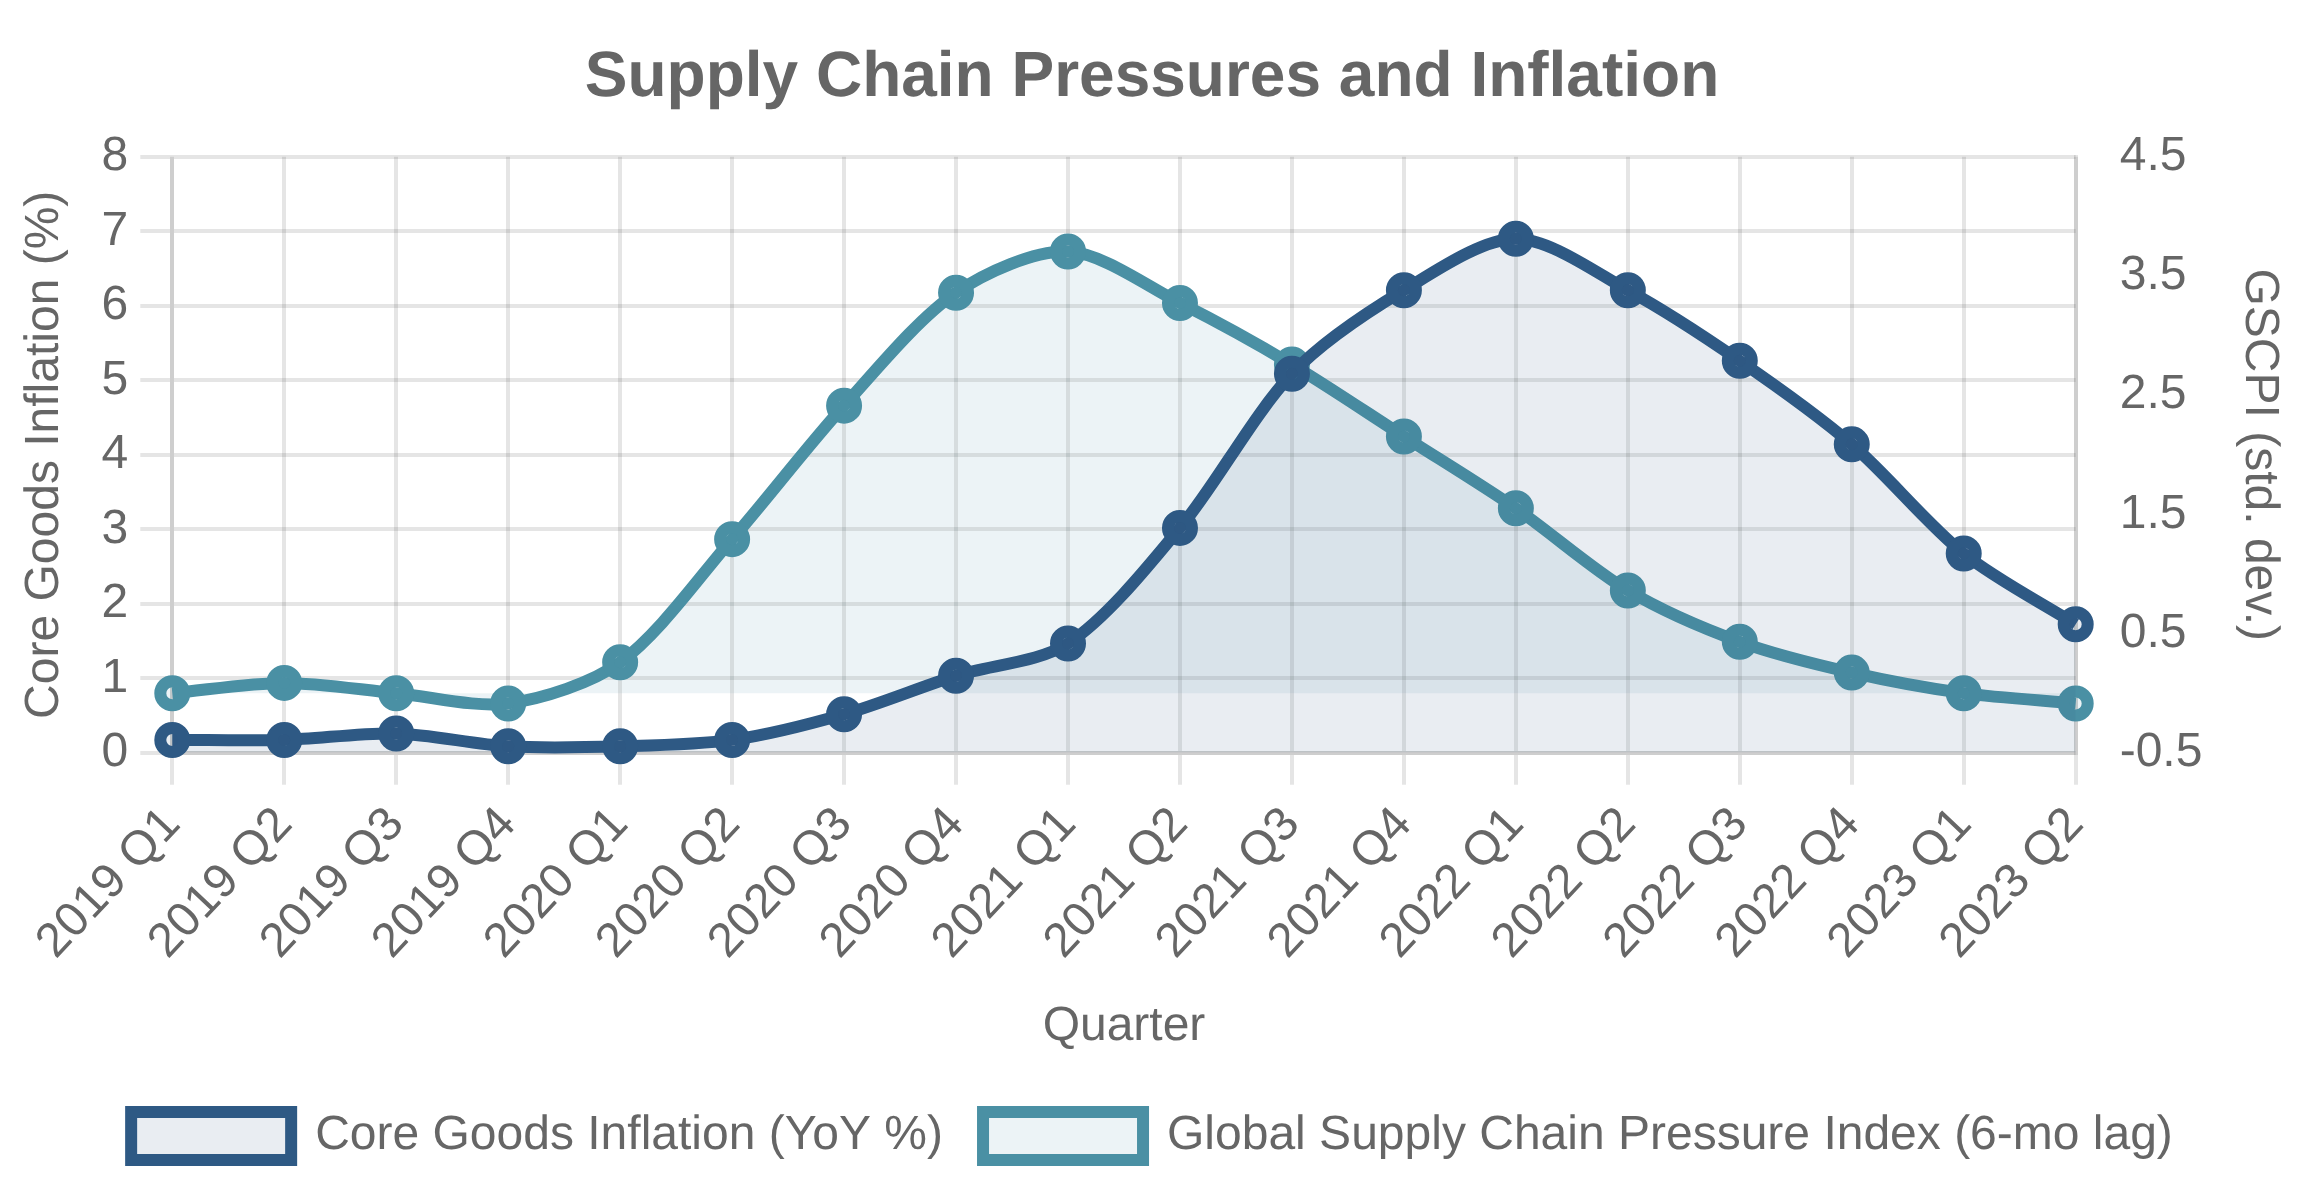 Supply Chain Pressures and Inflation
Core Goods Inflation (%)
8
7
6
5
4
3
2
1
0
4.5
3.5
2.5
1.5
0.5
-0.5
GSCPI (std. dev.)
2019 Q1
2019 Q2
2019 Q3
2019 Q4
2020 Q1
2020 Q2
2020 Q3
2020 Q4
2021 Q1
2021 Q2
2021 Q3
2021 Q4
2022 Q1
2022 Q2
2022 Q3
2022 Q4
2023 Q1
2023 Q2
Quarter
Core Goods Inflation (YoY %)
Global Supply Chain Pressure Index (6-mo lag)